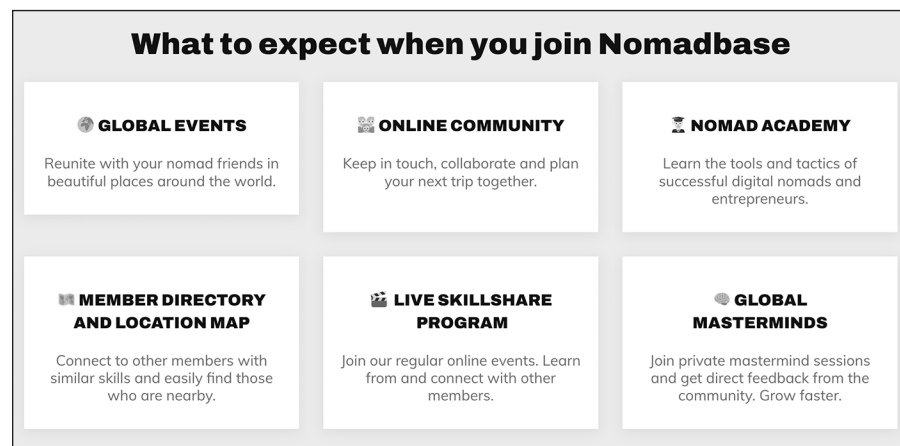 What to expect when you join Nomadbase
🌍 GLOBAL EVENTS
Reunite with your nomad friends in
beautiful places around the world.
👨‍👩‍👧‍👦 ONLINE COMMUNITY
Keep in touch, collaborate and plan
your next trip together.
👨‍🎓 NOMAD ACADEMY
Learn the tools and tactics of
successful digital nomads and
entrepreneurs.
🗺️ MEMBER DIRECTORY
AND LOCATION MAP
Connect to other members with
similar skills and easily find those
who are nearby.
🎬 LIVE SKILLSHARE
PROGRAM
Join our regular online events. Learn
from and connect with other
members.
🧠 GLOBAL
MASTERMINDS
Join private mastermind sessions
and get direct feedback from the
community. Grow faster.